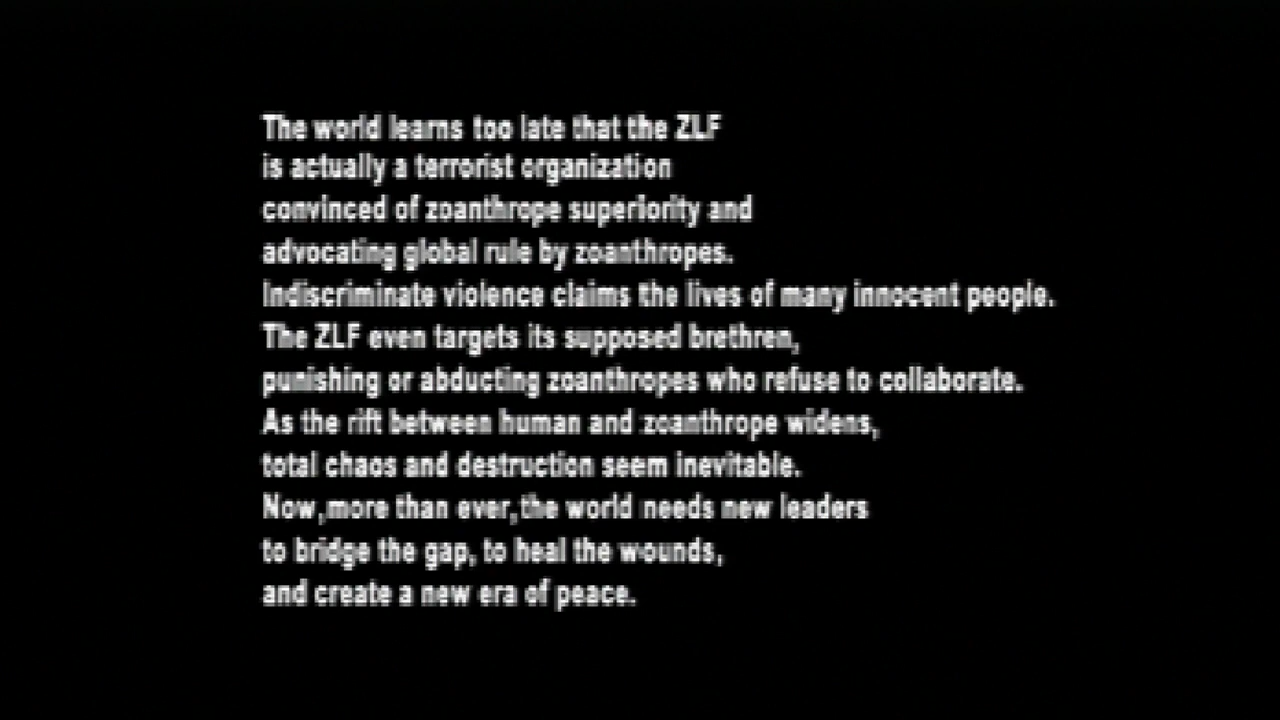 The world learns too late that the ZLF
is actually a terrorist organization
convinced of zoanthrope superiority and
advocating global rule by zoanthropes.
Indiscriminate violence claims the lives of many innocent people.
The ZLF even targets its supposed brethren,
punishing or abducting zoanthropes who refuse to collaborate.
As the rift between human and zoanthrope widens,
total chaos and destruction seem inevitable.
Now,more than ever,the world needs new leaders
to bridge the gap, to heal the wounds,
and create a new era of peace.